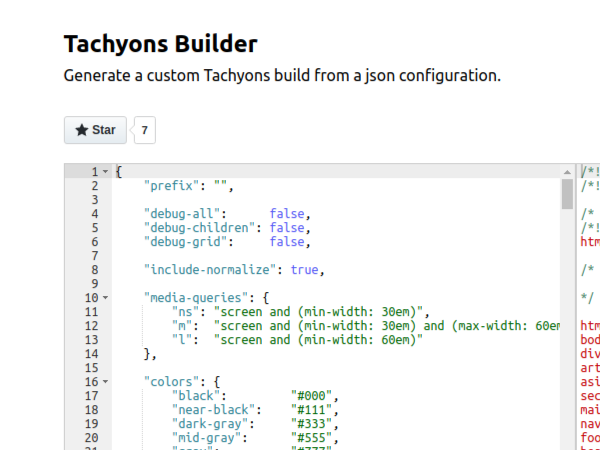 Tachyons Builder
Generate a custom Tachyons build from a json configuration.
Star 7
1 {
2 "prefix": "",
3
4 "debug-all": false,
5 "debug-children": false,
6 "debug-grid": false,
7
8 "include-normalize": true,
9
10 "media-queries": {
11 "ns": "screen and (min-width: 30em)",
12 "m": "screen and (min-width: 30em) and (max-width: 60em
13 "l": "screen and (min-width: 60em)"
14 },
15
16 "colors": {
17 "black": "#000",
18 "near-black": "#111",
19 "dark-gray": "#333",
20 "mid-gray": "#555",
/*!
/*!
/*
/*!
htm
/*
*/
htm
bod
div
art
asi
sec
mai
nav
foo